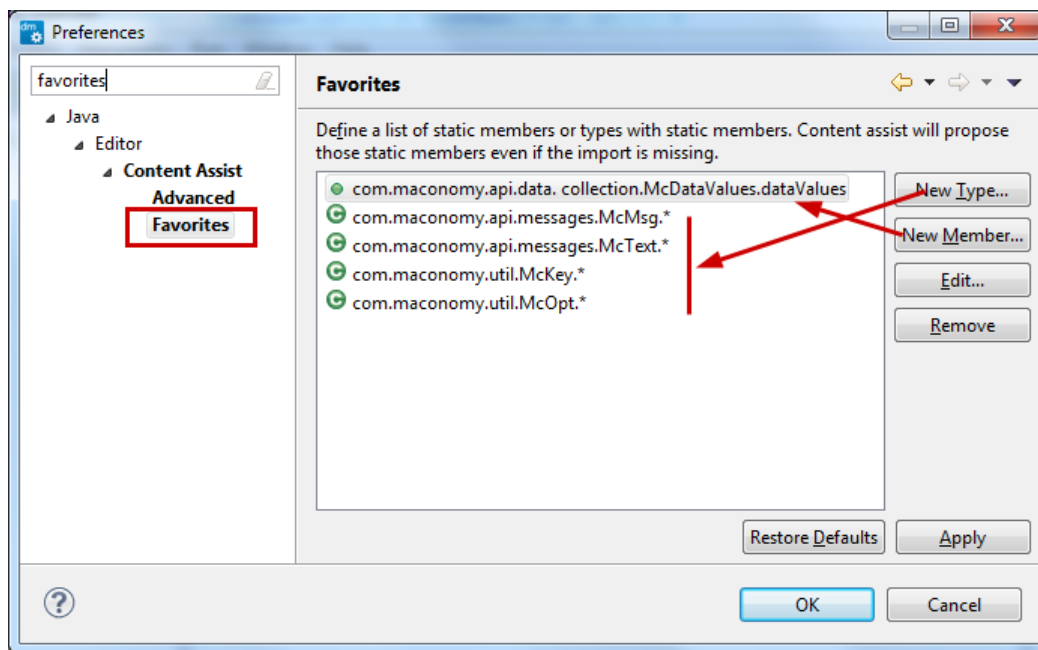 dm
Preferences
favorites
Java
Editor
Content Assist
Advanced
Favorites
Favorites
Define a list of static members or types with static members. Content assist will propose
those static members even if the import is missing.
com.maconomy.api.data. collection.McDataValues.dataValues
com.maconomy.api.messages.McMsg.*
com.maconomy.api.messages.McText.*
com.maconomy.util.McKey.*
com.maconomy.util.McOpt.*
New Type...
New Member...
Edit...
Remove
Restore Defaults
Apply
OK
Cancel